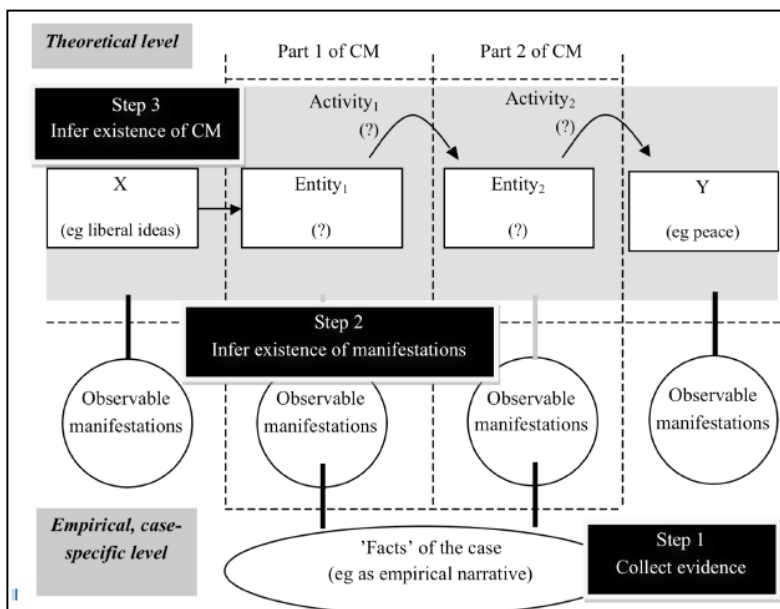 Theoretical level
Part 1 of CM
Part 2 of CM
Step 3
Infer existence of CM
Activity₁
(?)
Activity₂
(?)
X
(eg liberal ideas)
Entity₁
(?)
Entity₂
(?)
Y
(eg peace)
Step 2
Infer existence of manifestations
Observable
manifestations
Observable
manifestations
Observable
manifestations
Observable
manifestations
Empirical, case-
specific level
'Facts' of the case
(eg as empirical narrative)
Step 1
Collect evidence